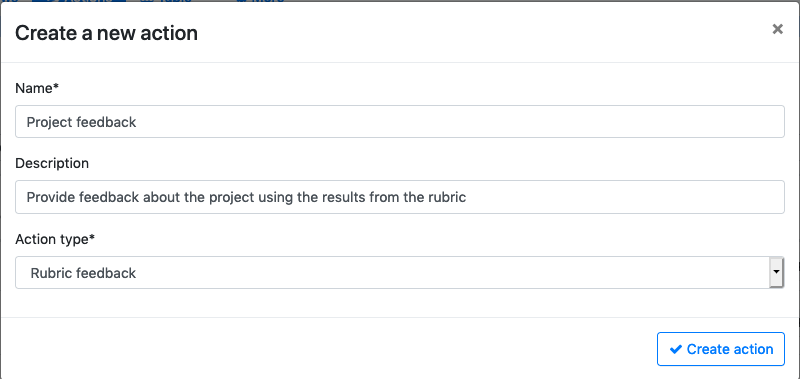 Create a new action
×
Name*
Project feedback
Description
Provide feedback about the project using the results from the rubric
Action type*
Rubric feedback
Create action